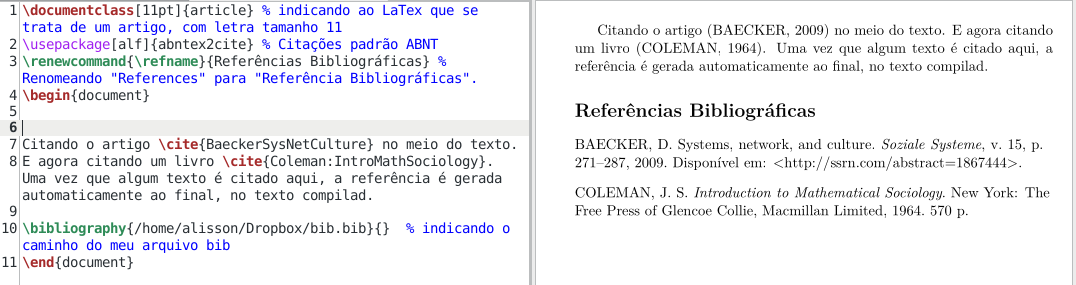 1 \documentclass[11pt]{article} % indicando ao LaTex que se
trata de um artigo, com letra tamanho 11
2 \usepackage[alf]{abntex2cite} % Citações padrão ABNT
3 \renewcommand{\refname}{Referências Bibliográficas} %
Renomeando "References" para "Referência Bibliográficas".
4 \begin{document}
5
6
7 Citando o artigo \cite{BaeckerSysNetCulture} no meio do texto.
8 E agora citando um livro \cite{Coleman:IntroMathSociology}.
Uma vez que algum texto é citado aqui, a referência é gerada
automaticamente ao final, no texto compilad.
9
10 \bibliography{/home/alisson/Dropbox/bib.bib}{} % indicando o
caminho do meu arquivo bib
11 \end{document}
Citando o artigo (BAECKER, 2009) no meio do texto. E agora citando
um livro (COLEMAN, 1964). Uma vez que algum texto é citado aqui, a
referência é gerada automaticamente ao final, no texto compilad.
Referências Bibliográficas
BAECKER, D. Systems, network, and culture. Soziale Systeme, v. 15, p.
271–287, 2009. Disponível em: <http://ssrn.com/abstract=1867444>.
COLEMAN, J. S. Introduction to Mathematical Sociology. New York: The
Free Press of Glencoe Collie, Macmillan Limited, 1964. 570 p.